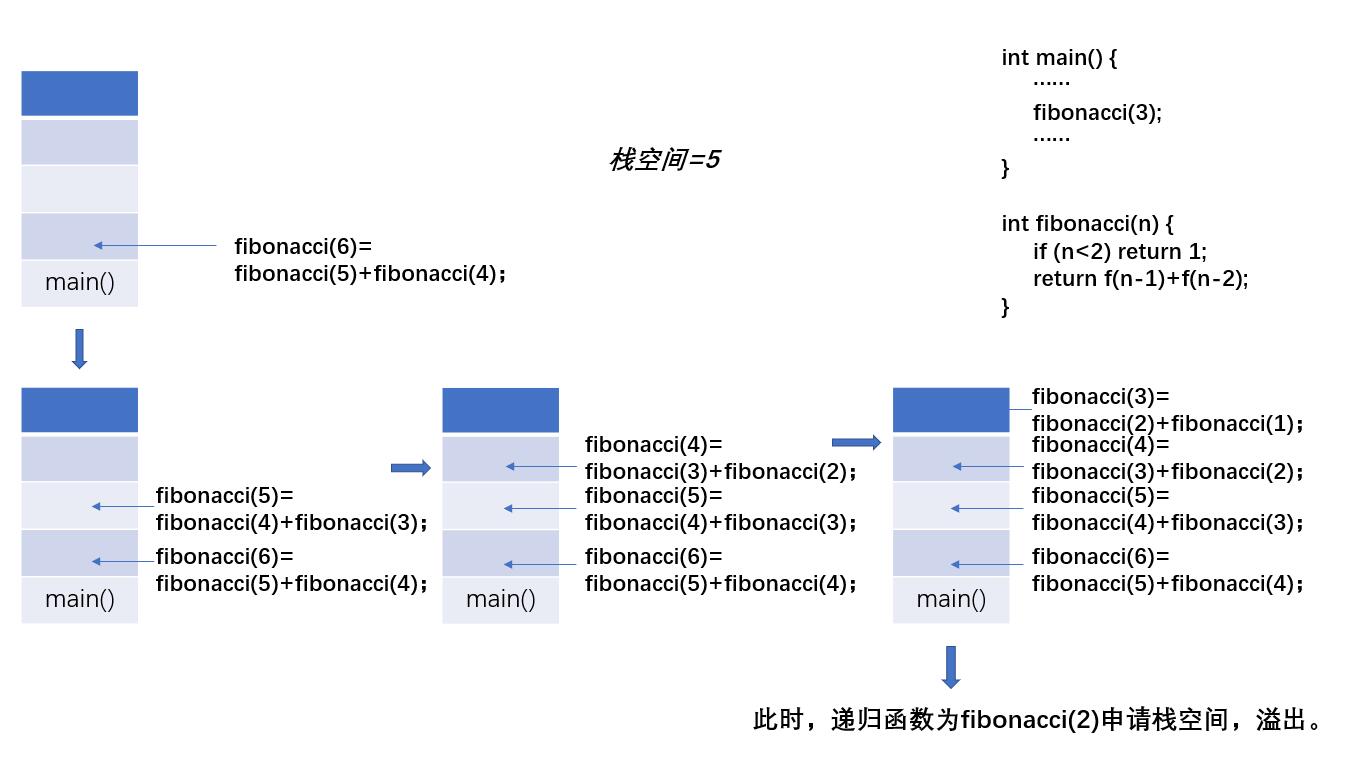 int main() {
……
fibonacci(3);
……
}
栈空间=5
int fibonacci(n) {
if (n<2) return 1;
return f(n-1)+f(n-2);
}
fibonacci(6)=
fibonacci(5)+fibonacci(4)；
main()
fibonacci(5)=
fibonacci(4)+fibonacci(3)；
fibonacci(6)=
fibonacci(5)+fibonacci(4)；
main()
fibonacci(4)=
fibonacci(3)+fibonacci(2)；
fibonacci(5)=
fibonacci(4)+fibonacci(3)；
fibonacci(6)=
fibonacci(5)+fibonacci(4)；
main()
fibonacci(3)=
fibonacci(2)+fibonacci(1)；
fibonacci(4)=
fibonacci(3)+fibonacci(2)；
fibonacci(5)=
fibonacci(4)+fibonacci(3)；
fibonacci(6)=
fibonacci(5)+fibonacci(4)；
main()
此时，递归函数为fibonacci(2)申请栈空间，溢出。